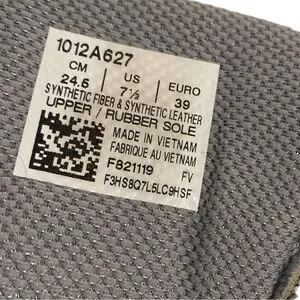 1012A627
CM US EURO
24.5 7½ 39
SYNTHETIC FIBER & SYNTHETIC LEATHER
UPPER / RUBBER SOLE
MADE IN VIETNAM
FABRIQUE AU VIETNAM
F821119 FV
F3HS8Q7L5LC9HSF